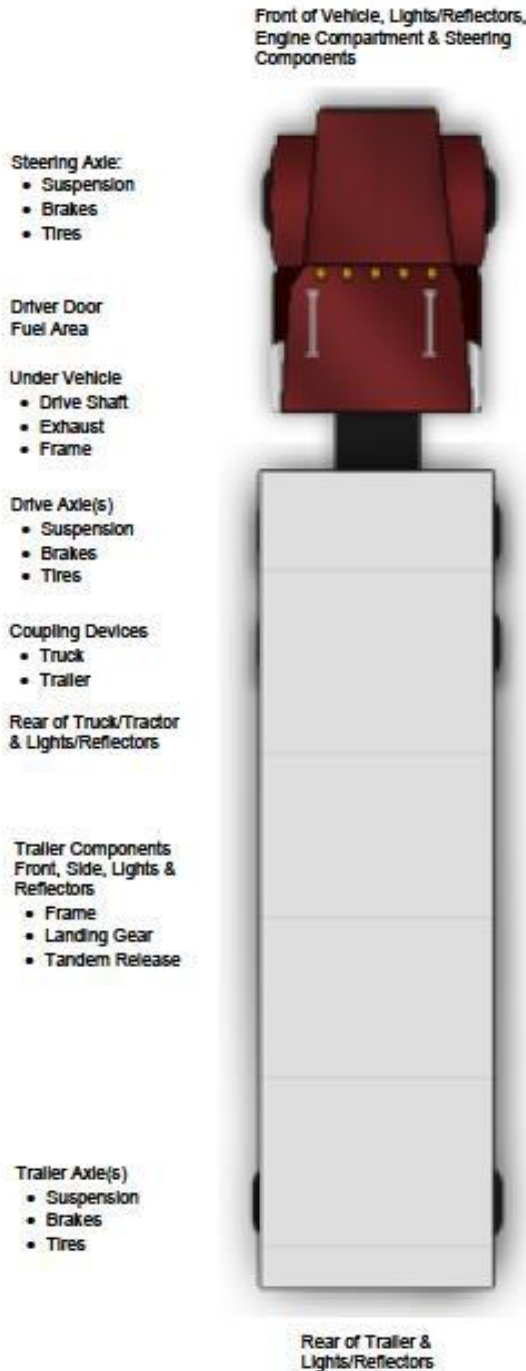 Front of Vehicle, Lights/Reflectors,
Engine Compartment & Steering
Components
Steering Axle:
• Suspension
• Brakes
• Tires
Driver Door
Fuel Area
Under Vehicle
• Drive Shaft
• Exhaust
• Frame
Drive Axle(s)
• Suspension
• Brakes
• Tires
Coupling Devices
• Truck
• Trailer
Rear of Truck/Tractor
& Lights/Reflectors
Trailer Components
Front, Side, Lights &
Reflectors
• Frame
• Landing Gear
• Tandem Release
Trailer Axle(s)
• Suspension
• Brakes
• Tires
Rear of Trailer &
Lights/Reflectors